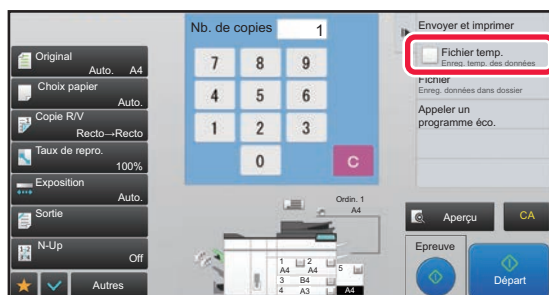 Original
Auto. A4
Choix papier
Auto.
Copie R/V
Recto→Recto
Taux de repro.
100%
Exposition
Auto.
Sortie
N-Up
Off
Autres
Nb. de copies 1
7 8 9
4 5 6
1 2 3
0 C
Ordin. 1
A4
1 2
A4 A4 5
3 B4
4 A3 A4
Envoyer et imprimer
Fichier temp.
Enreg. temp. des données
Fichier
Enreg. données dans dossier
Appeler un
programme éco.
Aperçu CA
Epreuve
Départ